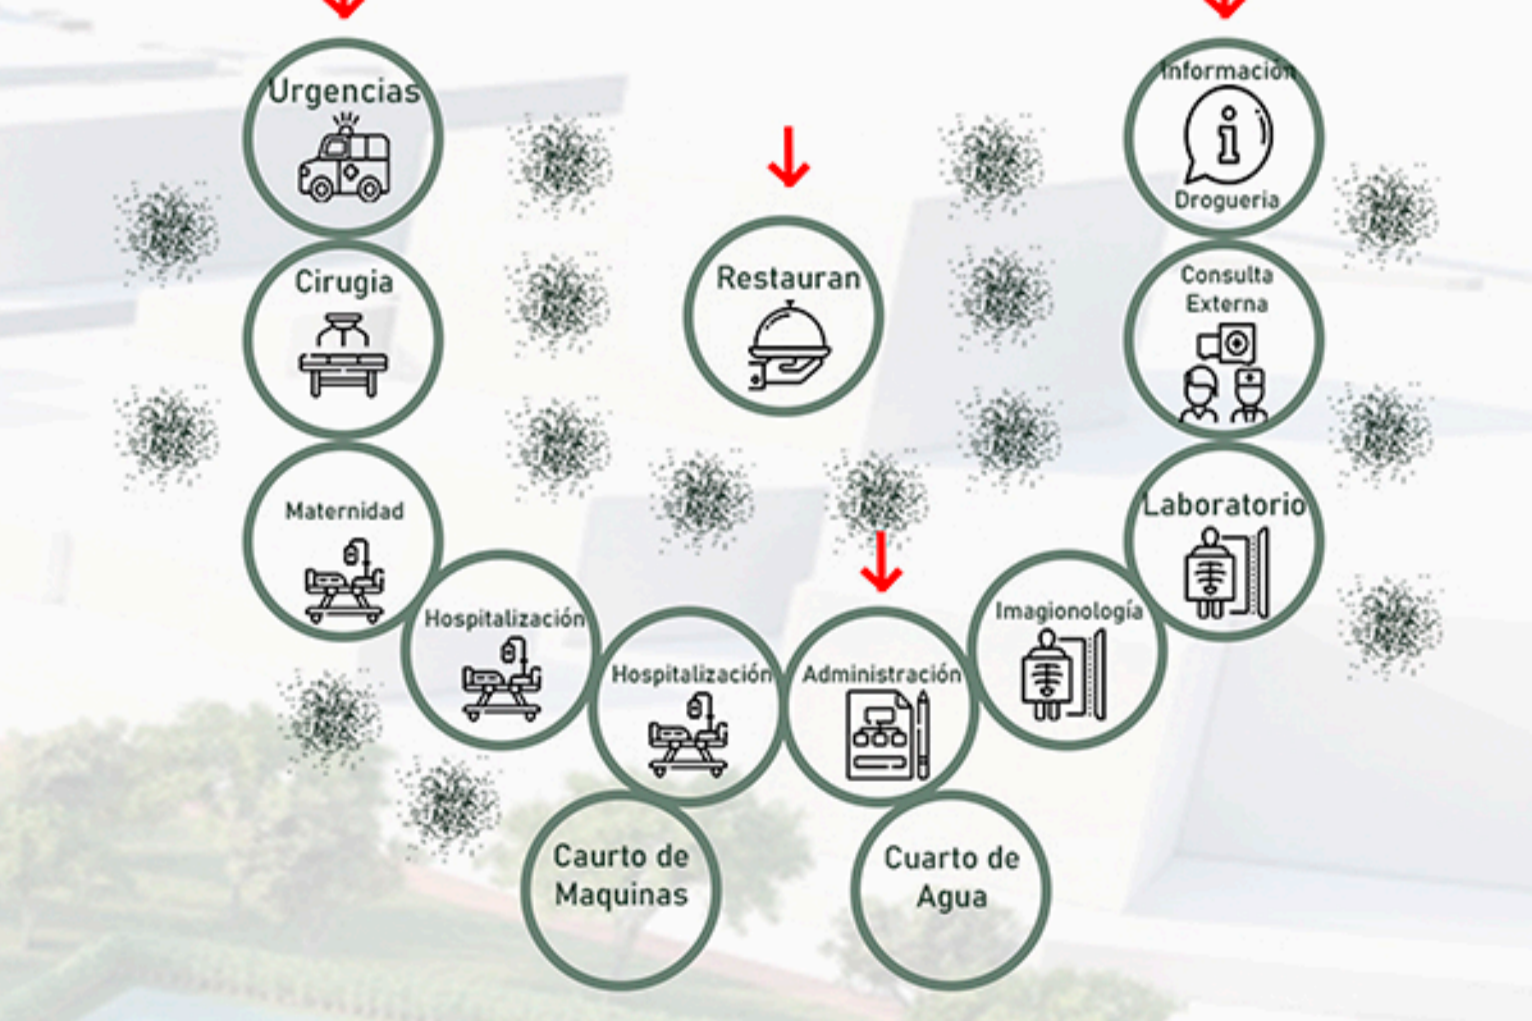 Urgencias
Información
Drogueria
Restauran
Cirugia
Consulta
Externa
Maternidad
Laboratorio
Hospitalización
Imagionología
Hospitalización
Administración
Caurto de
Maquinas
Cuarto de
Agua